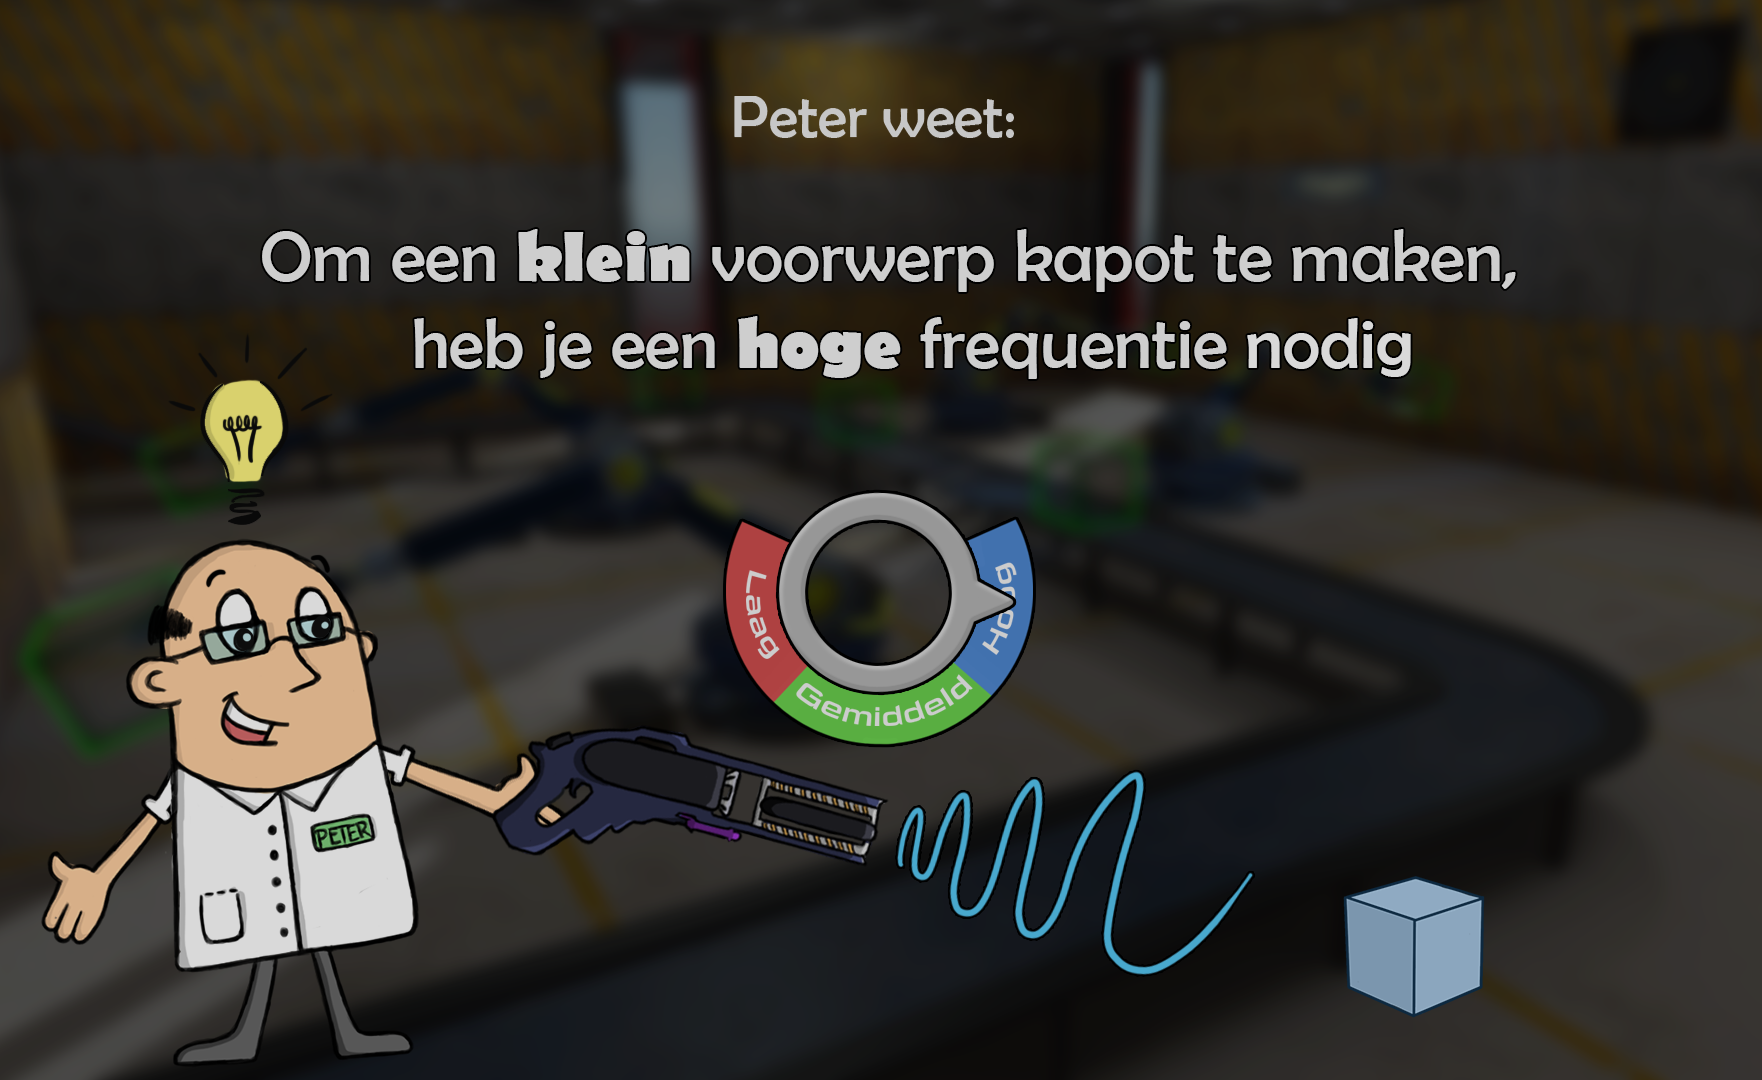 Peter weet:
Om een klein voorwerp kapot te maken,
heb je een hoge frequentie nodig
Laag
Gemiddeld
Hoog
PETER